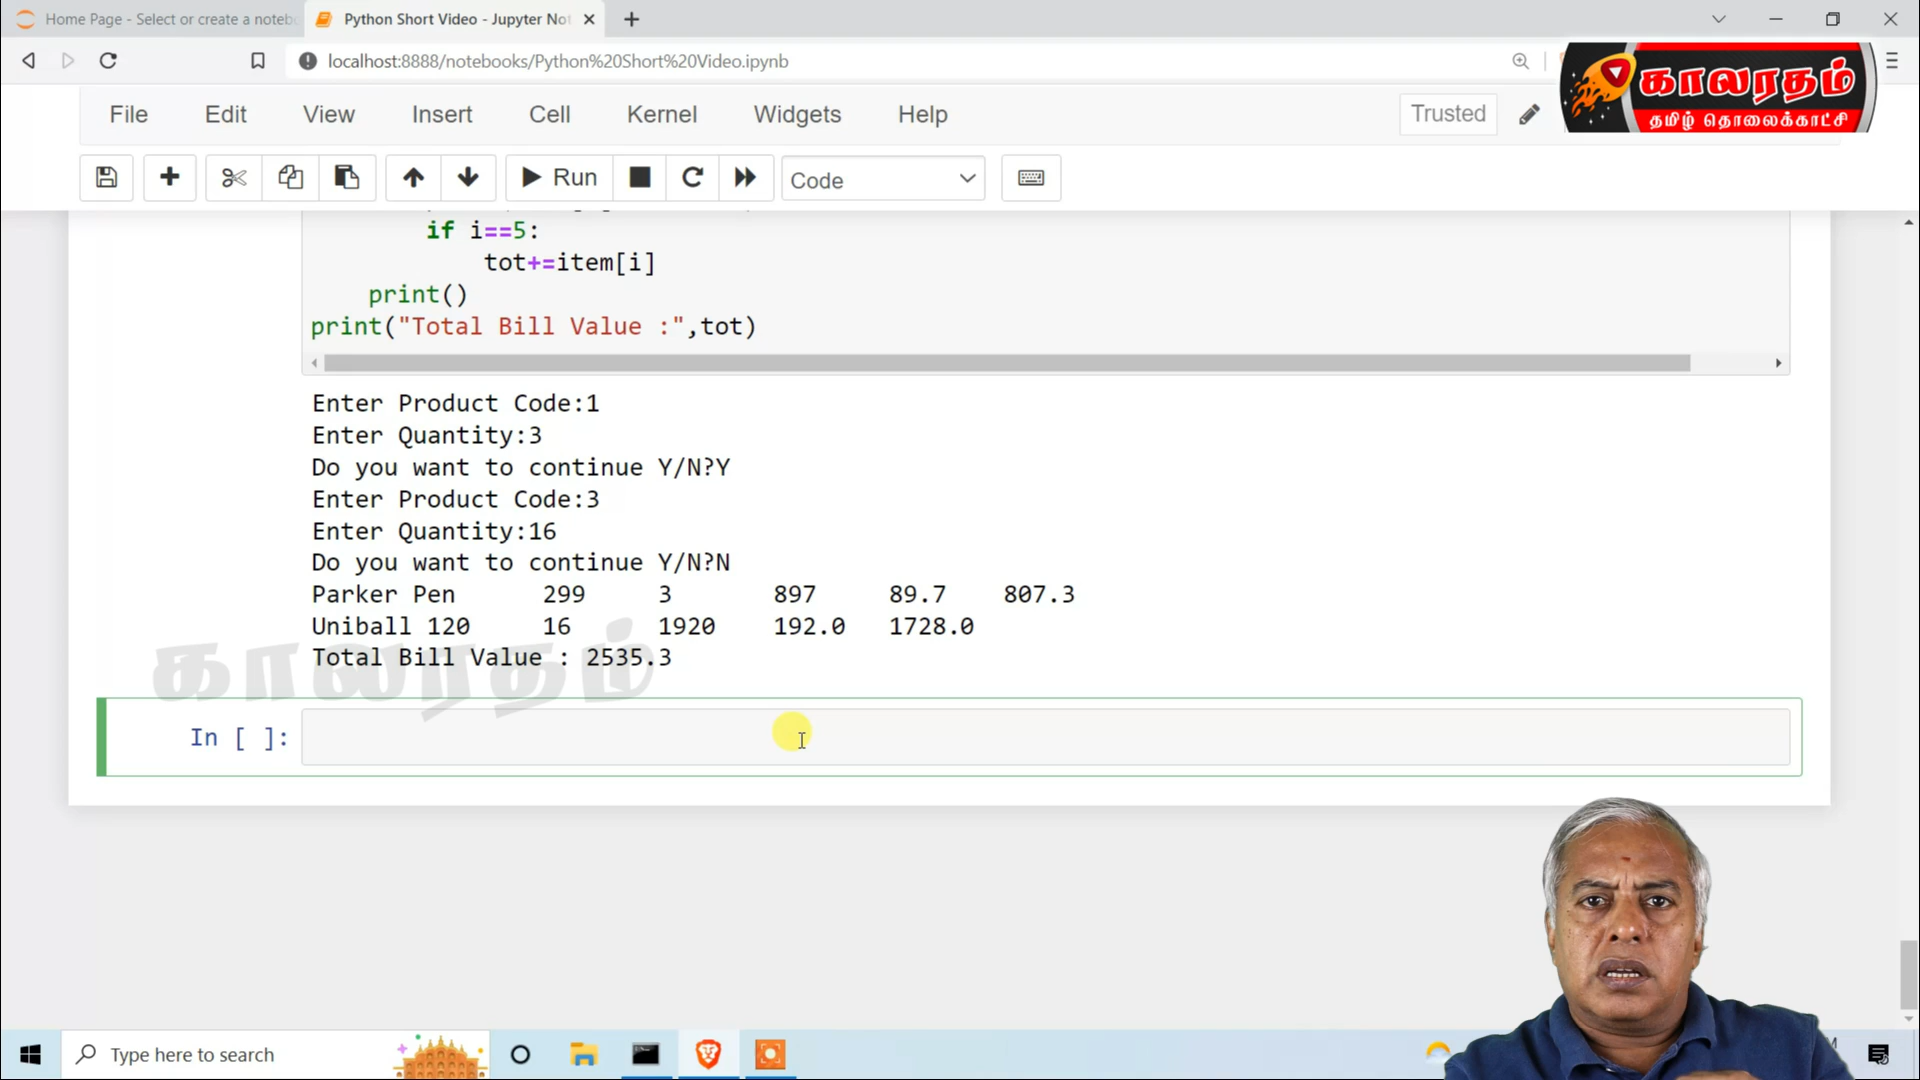 Home Page - Select or create a noteb
Python Short Video - Jupyter No
localhost:8888/notebooks/Python%20Short%20Video.ipynb
காலரதம்
தமிழ் தொலைக்காட்சி
File Edit View Insert Cell Kernel Widgets Help
Trusted
Run
Code
if i==5:
tot+=item[i]
print()
print("Total Bill Value :",tot)
Enter Product Code:1
Enter Quantity:3
Do you want to continue Y/N?Y
Enter Product Code:3
Enter Quantity:16
Do you want to continue Y/N?N
Parker Pen 299 3 897 89.7 807.3
Uniball 120 16 1920 192.0 1728.0
Total Bill Value : 2535.3
காலரதம்
In [ ]:
Type here to search